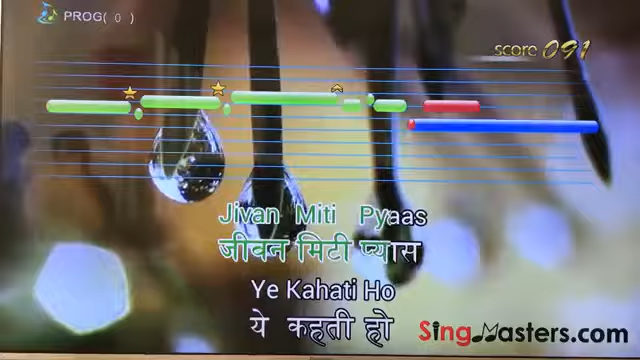 PROG( 0 )
score 091
Jivan Miti Pyaas
जीवन मिटी प्यास
Ye Kahati Ho
ये कहती हो
SingMasters.com